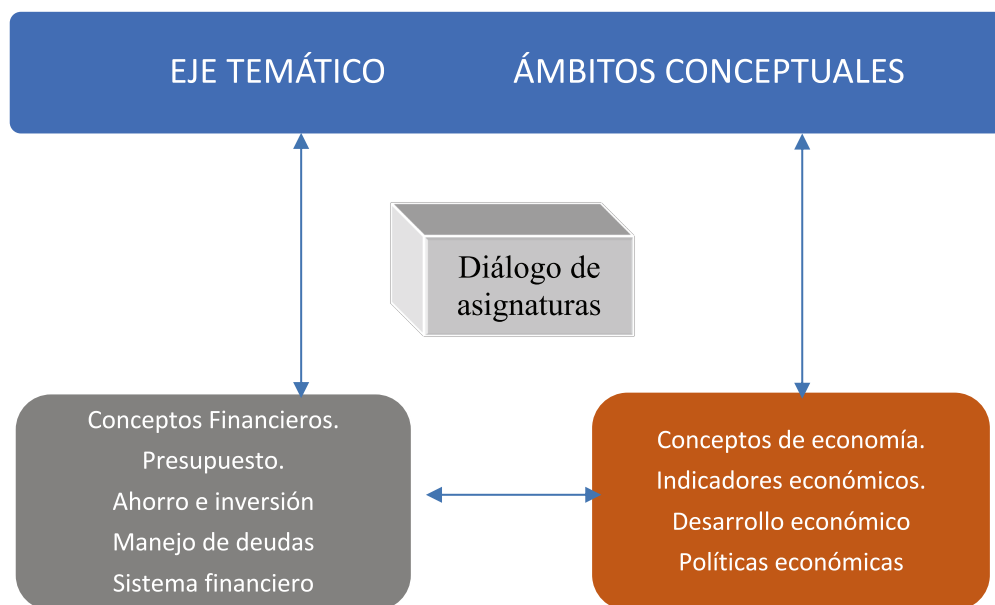 EJE TEMÁTICO ÁMBITOS CONCEPTUALES
Diálogo de
asignaturas
Conceptos Financieros.
Presupuesto.
Ahorro e inversión
Manejo de deudas
Sistema financiero
Conceptos de economía.
Indicadores económicos.
Desarrollo económico
Políticas económicas